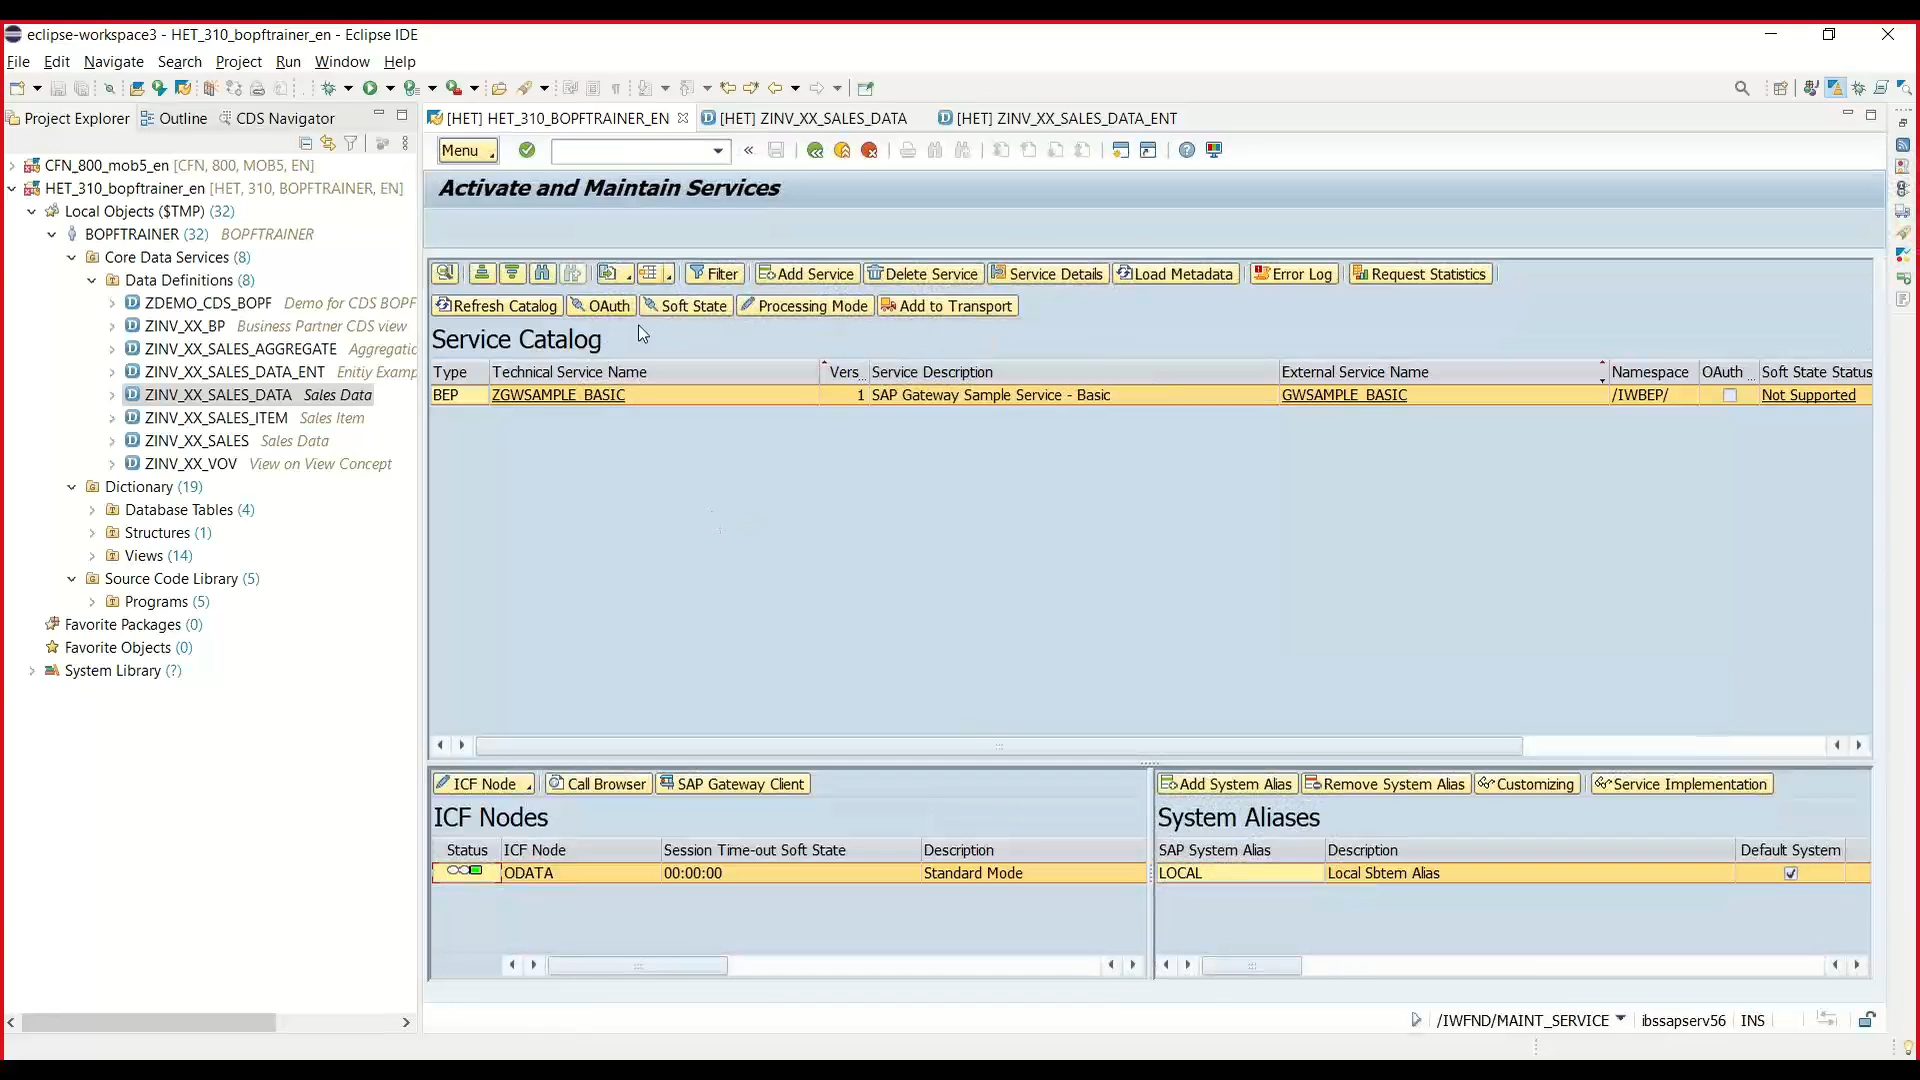 eclipse-workspace3 - HET_310_bopftrainer_en - Eclipse IDE
File Edit Navigate Search Project Run Window Help
Project Explorer Outline CDS Navigator
[HET] HET_310_BOPFTRAINER_EN [HET] ZINV_XX_SALES_DATA [HET] ZINV_XX_SALES_DATA_ENT
Menu
CFN_800_mob5_en [CFN, 800, MOB5, EN]
HET_310_bopftrainer_en [HET, 310, BOPFTRAINER, EN]
Local Objects ($TMP) (32)
BOPFTRAINER (32) BOPFTRAINER
Core Data Services (8)
Data Definitions (8)
ZDEMO_CDS_BOPF Demo for CDS BOPF
ZINV_XX_BP Business Partner CDS view
ZINV_XX_SALES_AGGREGATE Aggregatio
ZINV_XX_SALES_DATA_ENT Enitiy Examp
ZINV_XX_SALES_DATA Sales Data
ZINV_XX_SALES_ITEM Sales Item
ZINV_XX_SALES Sales Data
ZINV_XX_VOV View on View Concept
Dictionary (19)
Database Tables (4)
Structures (1)
Views (14)
Source Code Library (5)
Programs (5)
Favorite Packages (0)
Favorite Objects (0)
System Library (?)
Activate and Maintain Services
Filter Add Service Delete Service Service Details Load Metadata Error Log Request Statistics
Refresh Catalog OAuth Soft State Processing Mode Add to Transport
Service Catalog
Type Technical Service Name Vers... Service Description External Service Name Namespace OAuth ... Soft State Status
BEP ZGWSAMPLE_BASIC 1 SAP Gateway Sample Service - Basic GWSAMPLE_BASIC /IWBEP/ Not Supported
ICF Node Call Browser SAP Gateway Client
ICF Nodes
Status ICF Node Session Time-out Soft State Description
ODATA 00:00:00 Standard Mode
Add System Alias Remove System Alias Customizing Service Implementation
System Aliases
SAP System Alias Description Default System
LOCAL Local Sbtem Alias
/IWFND/MAINT_SERVICE ibssapserv56 INS